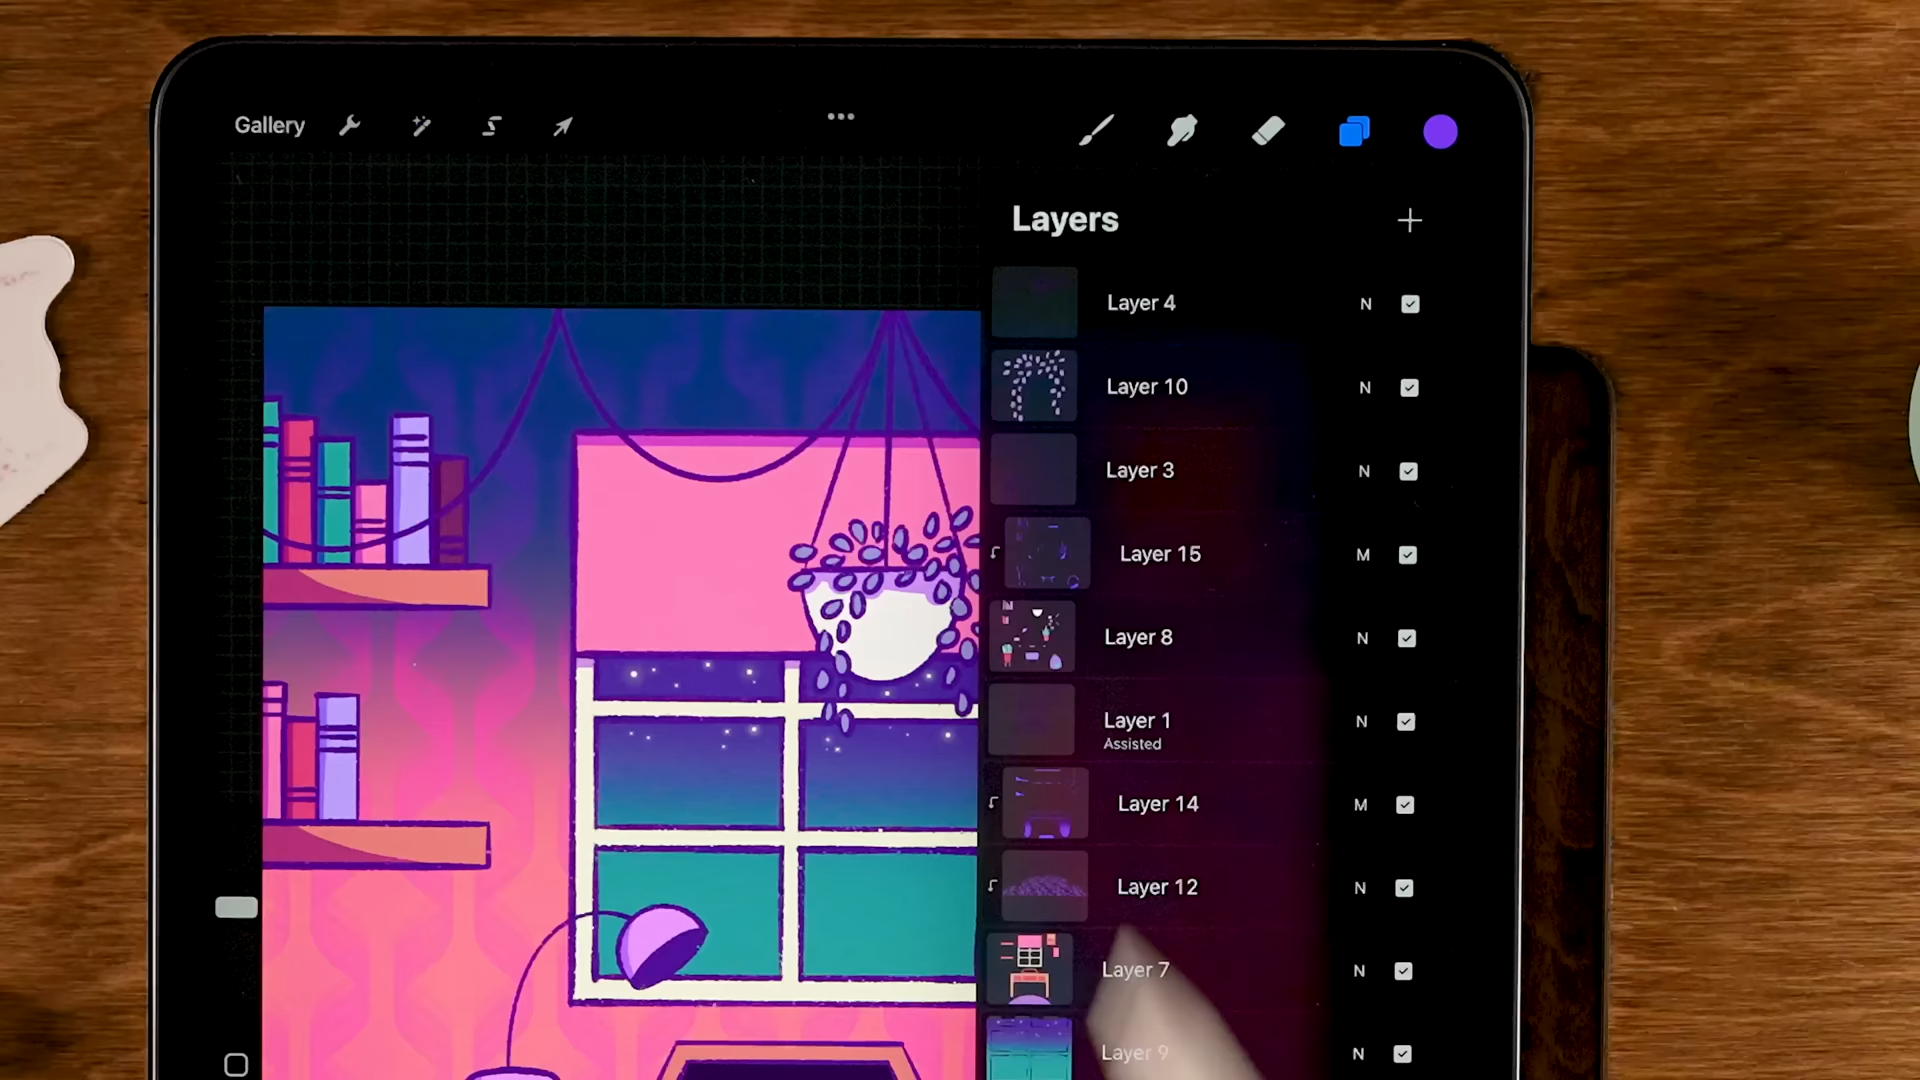 Gallery
Layers
Layer 4 N
Layer 10 N
Layer 3 N
Layer 15 M
Layer 8 N
Layer 1 N
Assisted
Layer 14 M
Layer 12 N
Layer 7 N
Layer 9 N